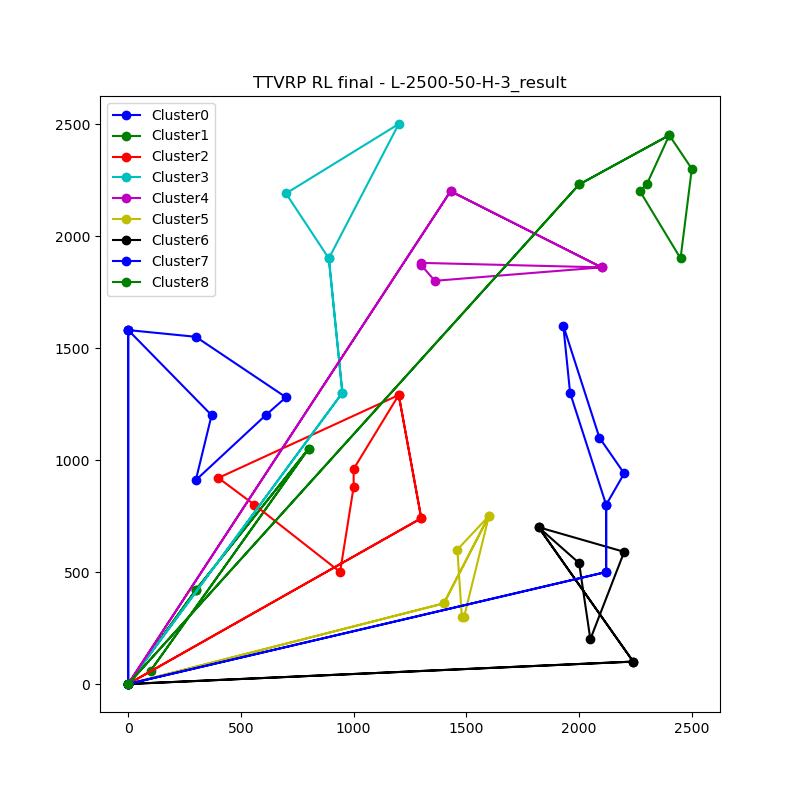 TTVRP RL final - L-2500-50-H-3_result
Cluster0
Cluster1
Cluster2
Cluster3
Cluster4
Cluster5
Cluster6
Cluster7
Cluster8
2500
2000
1500
1000
500
0
0 500 1000 1500 2000 2500